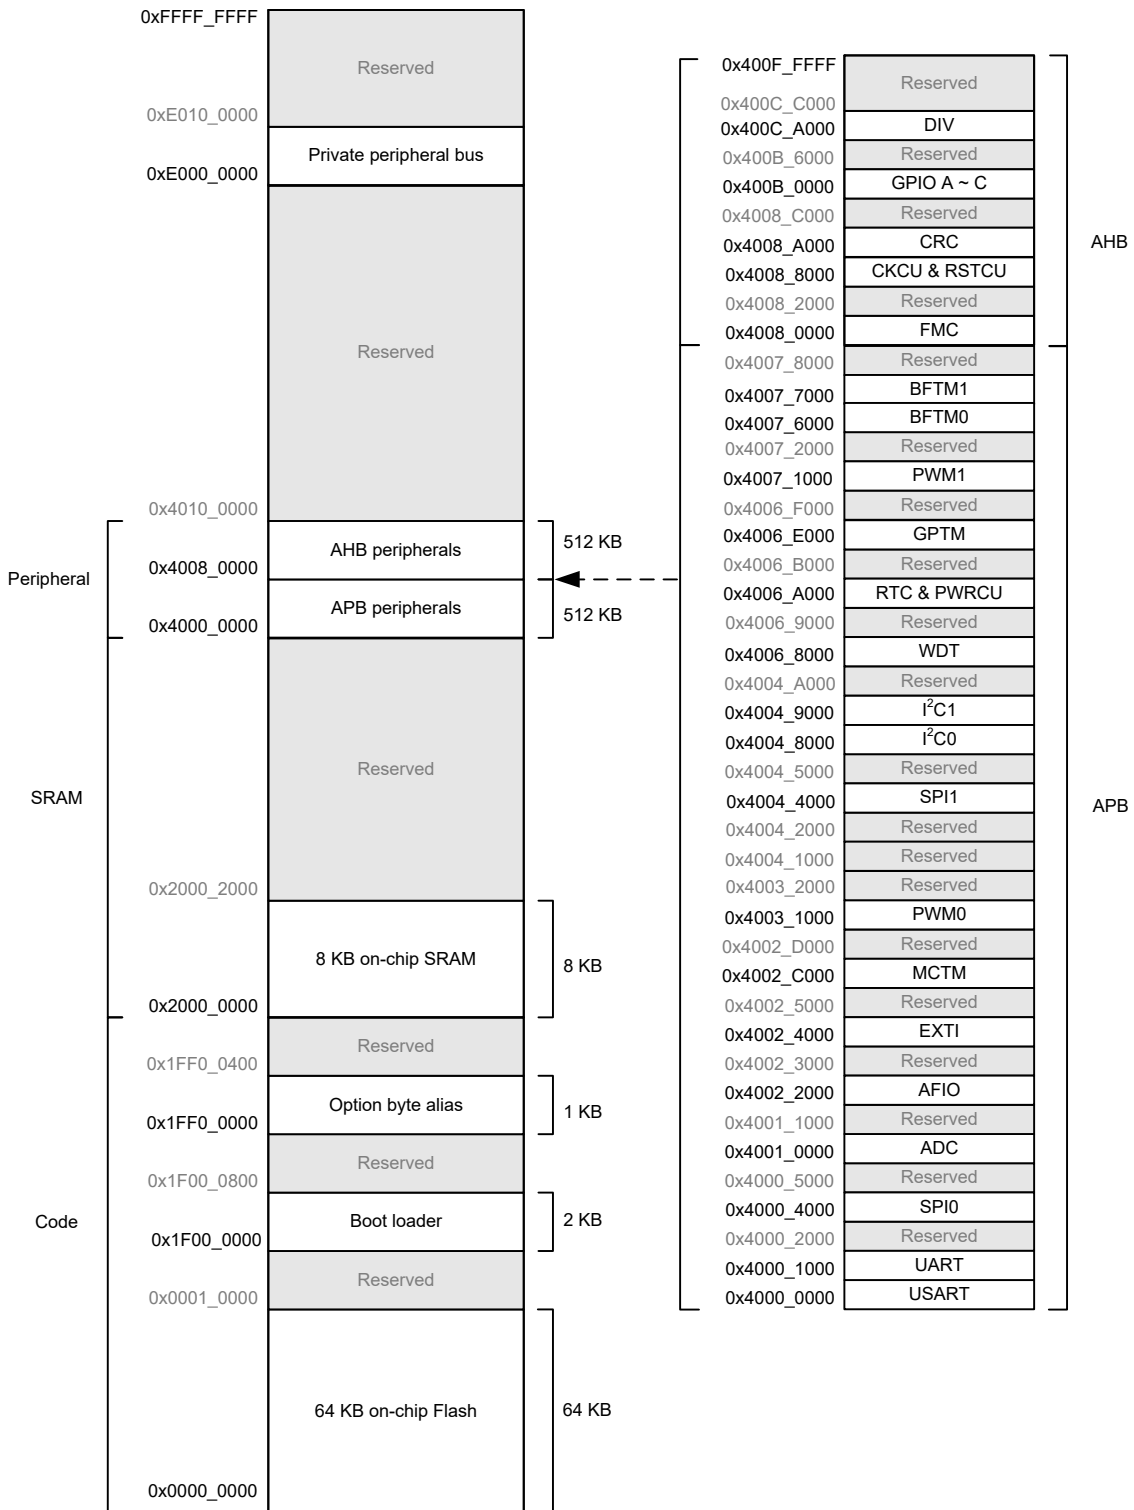 0xFFFF_FFFF
Reserved
0xE010_0000
Private peripheral bus
0xE000_0000
Reserved
0x4010_0000
AHB peripherals
512 KB
0x4008_0000
Peripheral
APB peripherals
512 KB
0x4000_0000
Reserved
SRAM
0x2000_2000
8 KB on-chip SRAM
8 KB
0x2000_0000
Reserved
0x1FF0_0400
Option byte alias
1 KB
0x1FF0_0000
Reserved
0x1F00_0800
Code
Boot loader
2 KB
0x1F00_0000
Reserved
0x0001_0000
64 KB on-chip Flash
64 KB
0x0000_0000
0x400F_FFFF
Reserved
0x400C_C000
0x400C_A000 DIV
0x400B_6000 Reserved
0x400B_0000 GPIO A ~ C
0x4008_C000 Reserved
0x4008_A000 CRC
AHB
0x4008_8000 CKCU & RSTCU
0x4008_2000 Reserved
0x4008_0000 FMC
0x4007_8000 Reserved
0x4007_7000 BFTM1
0x4007_6000 BFTM0
0x4007_2000 Reserved
0x4007_1000 PWM1
0x4006_F000 Reserved
0x4006_E000 GPTM
0x4006_B000 Reserved
0x4006_A000 RTC & PWRCU
0x4006_9000 Reserved
0x4006_8000 WDT
0x4004_A000 Reserved
0x4004_9000 I²C1
0x4004_8000 I²C0
0x4004_5000 Reserved
0x4004_4000 SPI1
APB
0x4004_2000 Reserved
0x4004_1000 Reserved
0x4003_2000 Reserved
0x4003_1000 PWM0
0x4002_D000 Reserved
0x4002_C000 MCTM
0x4002_5000 Reserved
0x4002_4000 EXTI
0x4002_3000 Reserved
0x4002_2000 AFIO
0x4001_1000 Reserved
0x4001_0000 ADC
0x4000_5000 Reserved
0x4000_4000 SPI0
0x4000_2000 Reserved
0x4000_1000 UART
0x4000_0000 USART